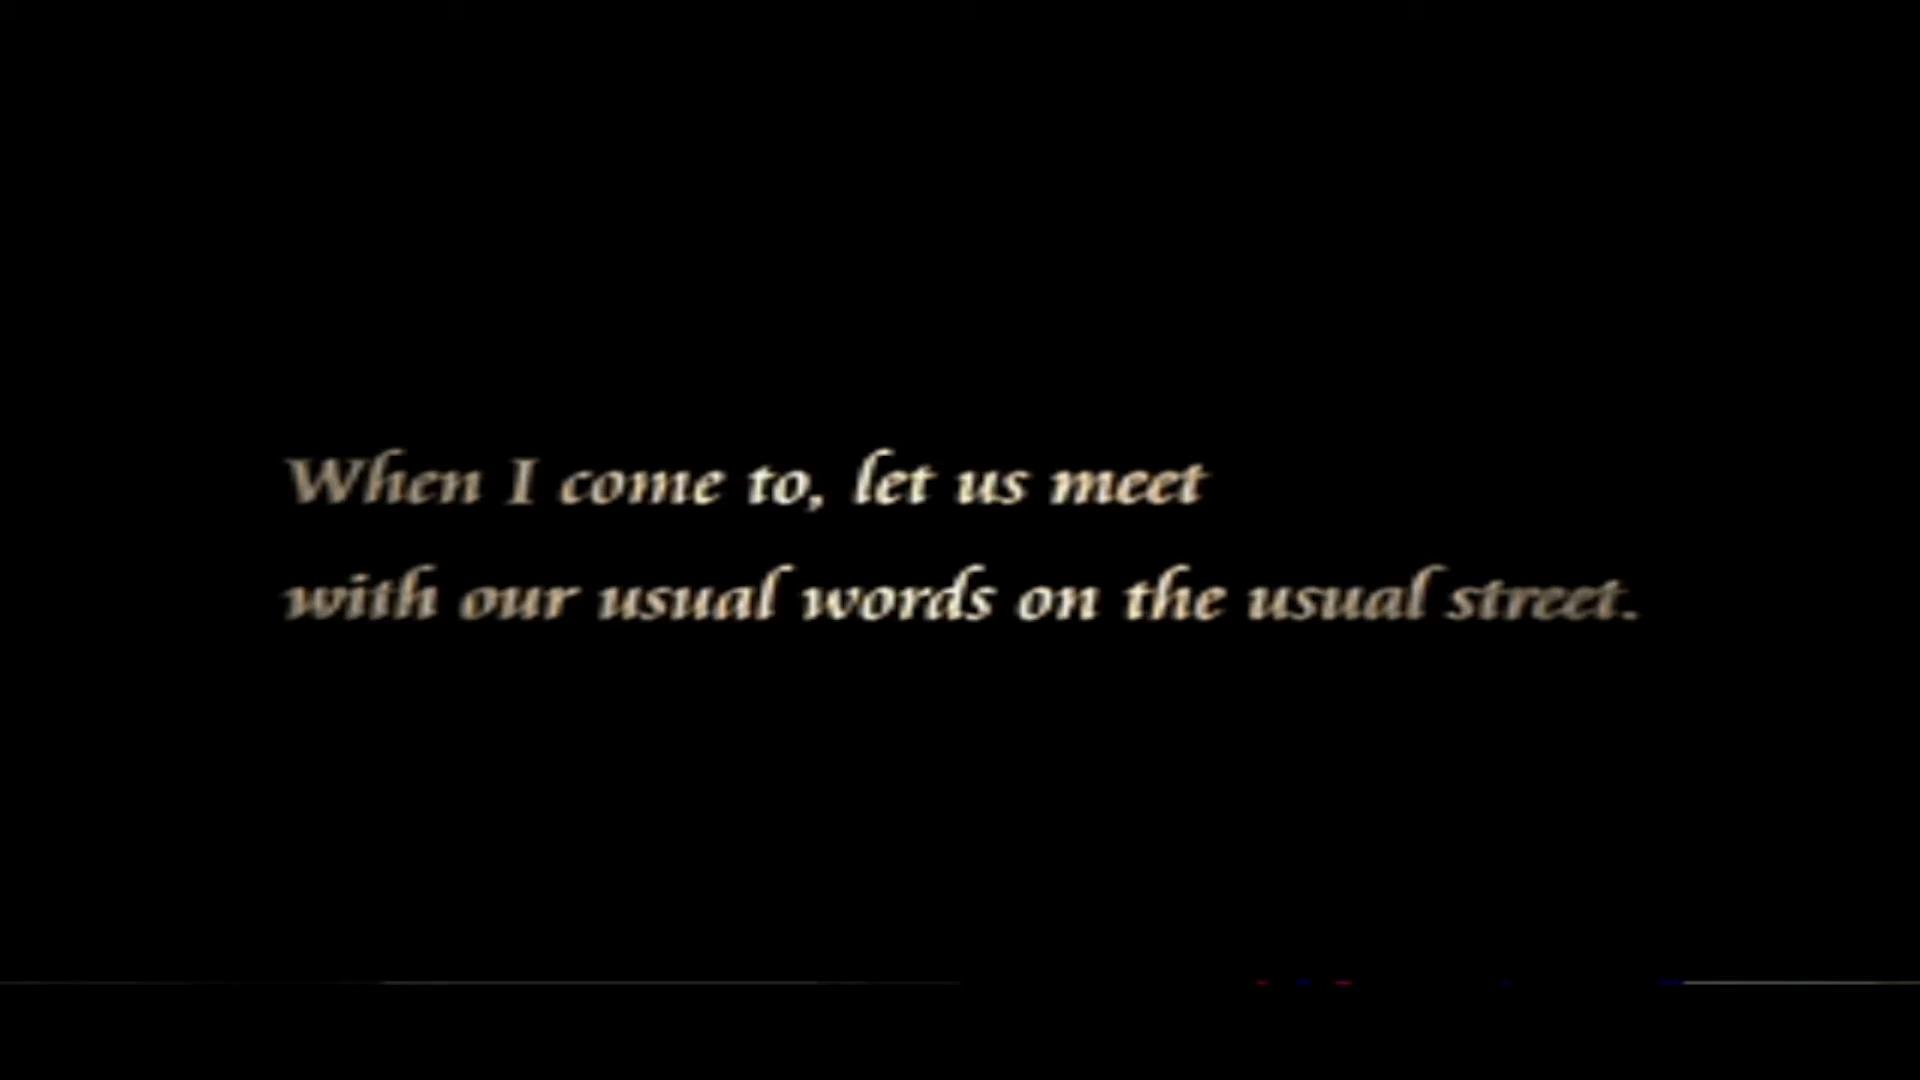 When I come to, let us meet
with our usual words on the usual street.